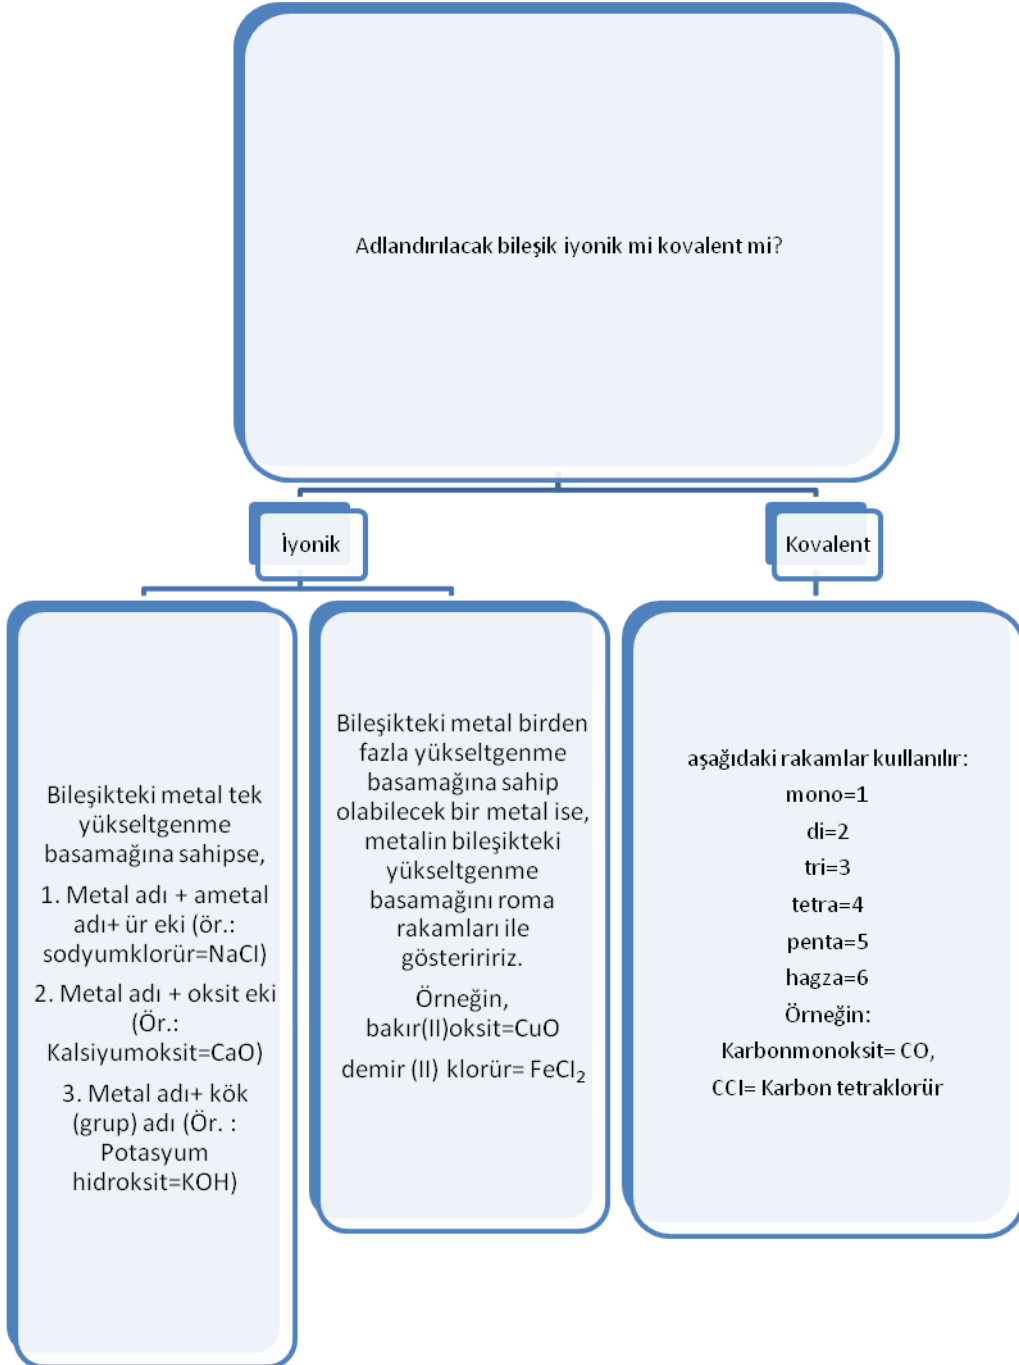 Adlandırılacak bileşik iyonik mi kovalent mi?
İyonik
Kovalent
Bileşikteki metal tek
yükseltgenme
basamağına sahipse,
1. Metal adı + ametal
adı+ ür eki (ör.:
sodyumklorür=NaCl)
2. Metal adı + oksit eki
(Ör.:
Kalsiyumoksit=CaO)
3. Metal adı+ kök
(grup) adı (Ör. :
Potasyum
hidroksit=KOH)
Bileşikteki metal birden
fazla yükseltgenme
basamağına sahip
olabilecek bir metal ise,
metalin bileşikteki
yükseltgenme
basamağını roma
rakamları ile
gösteriririz.
Örneğin,
bakır(II)oksit=CuO
demir (II) klorür= FeCl₂
aşağıdaki rakamlar kullanılır:
mono=1
di=2
tri=3
tetra=4
penta=5
hagza=6
Örneğin:
Karbonmonoksit= CO,
CCl= Karbon tetraklorür